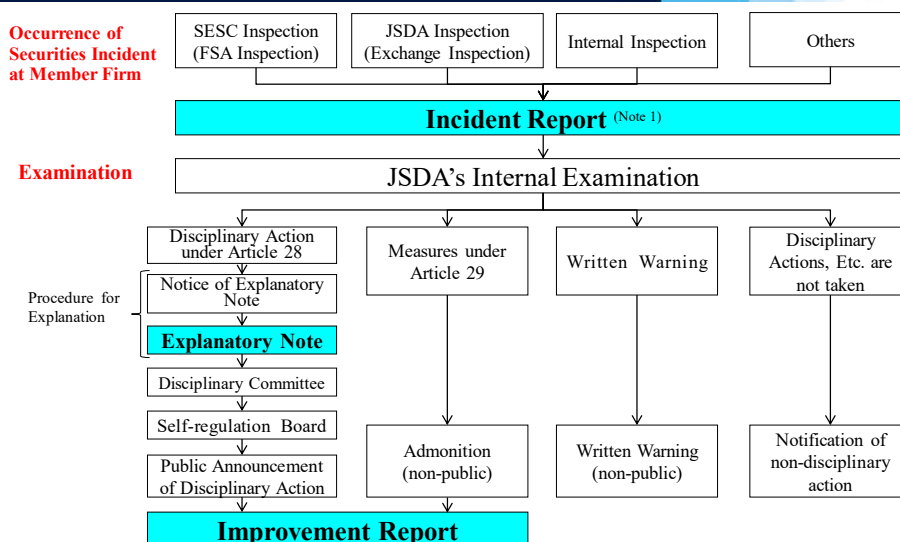 Occurrence of
Securities Incident
at Member Firm
SESC Inspection
(FSA Inspection)
JSDA Inspection
(Exchange Inspection)
Internal Inspection
Others
Incident Report (Note 1)
Examination
JSDA's Internal Examination
Disciplinary Action
under Article 28
Measures under
Article 29
Written Warning
Disciplinary
Actions, Etc. are
not taken
Procedure for
Explanation
Notice of Explanatory
Note
Explanatory Note
Disciplinary Committee
Self-regulation Board
Public Announcement
of Disciplinary Action
Admonition
(non-public)
Written Warning
(non-public)
Notification of
non-disciplinary
action
Improvement Report